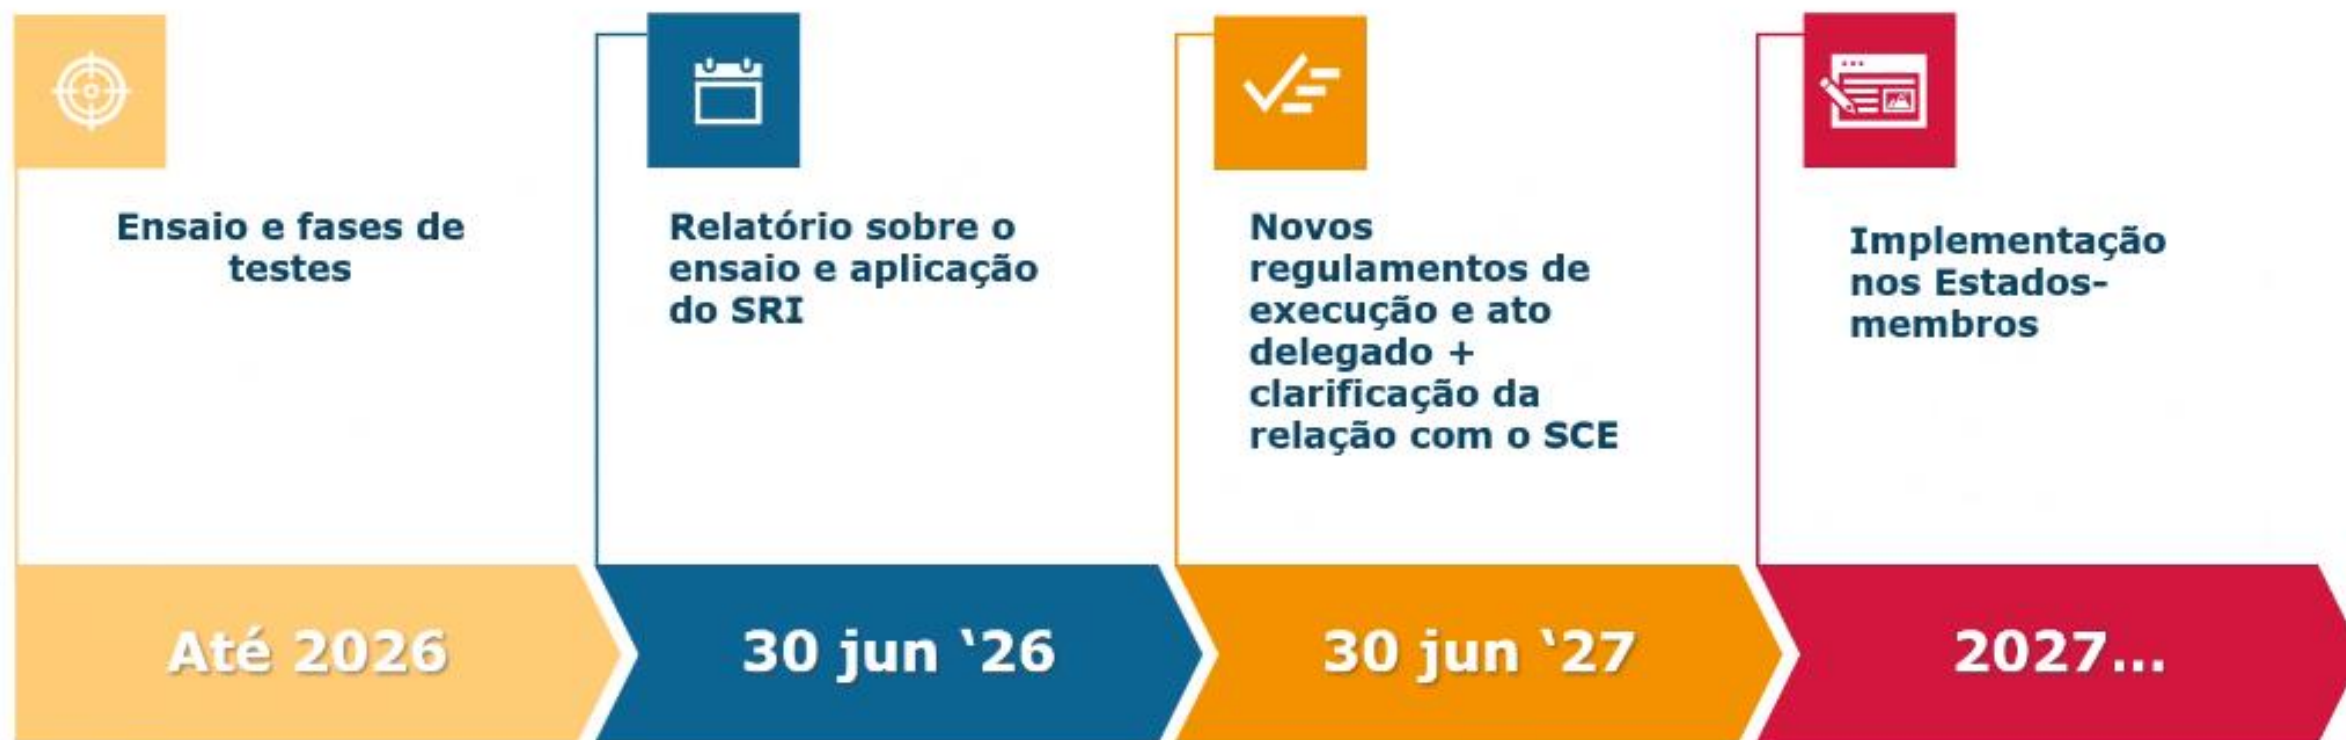 Ensaio e fases de
testes
Relatório sobre o
ensaio e aplicação
do SRI
Novos
regulamentos de
execução e ato
delegado +
clarificação da
relação com o SCE
Implementação
nos Estados-
membros
Até 2026
30 jun ‘26
30 jun ‘27
2027...